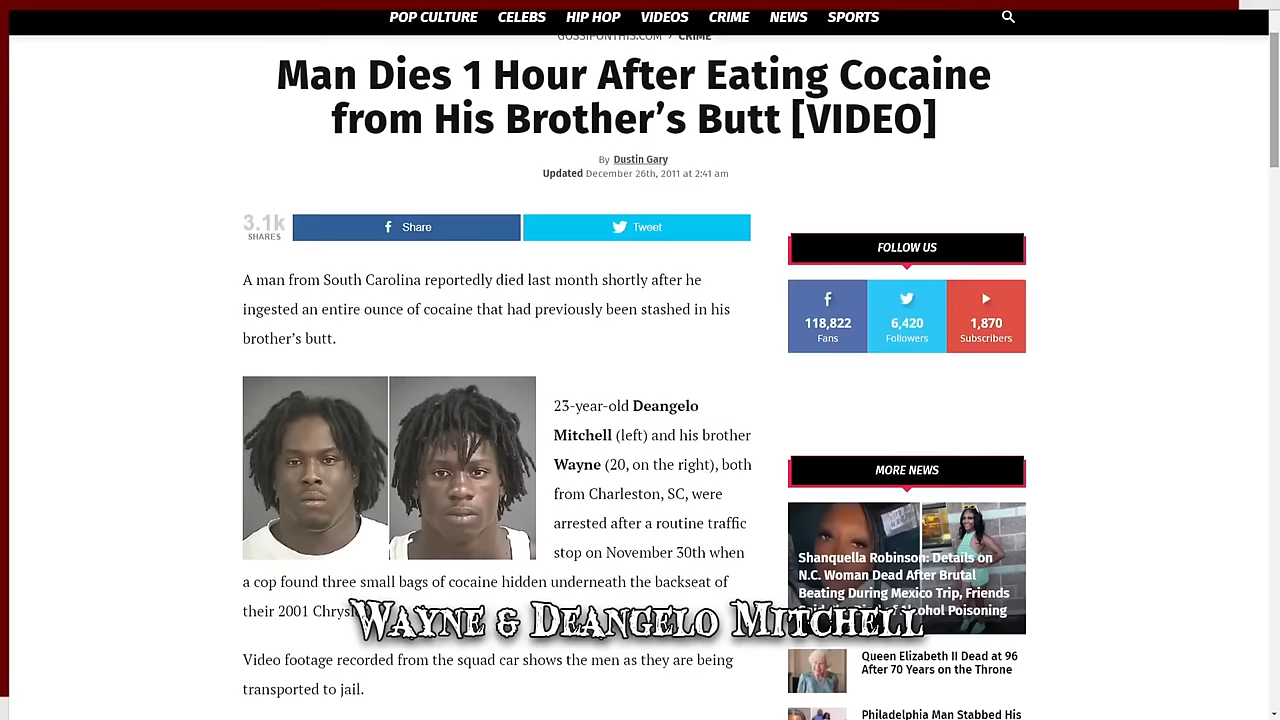 POP CULTURE CELEBS HIP HOP VIDEOS CRIME NEWS SPORTS
GOSSIPONTHIS.COM › CRIME
Man Dies 1 Hour After Eating Cocaine
from His Brother's Butt [VIDEO]
By Dustin Gary
Updated December 26th, 2011 at 2:41 am
3.1k
SHARES
Share
Tweet
A man from South Carolina reportedly died last month shortly after he
ingested an entire ounce of cocaine that had previously been stashed in his
brother's butt.
23-year-old Deangelo
Mitchell (left) and his brother
Wayne (20, on the right), both
from Charleston, SC, were
arrested after a routine traffic
stop on November 30th when
a cop found three small bags of cocaine hidden underneath the backseat of
their 2001
Wayne & Deangelo Mitchell
Video footage recorded from the squad car shows the men as they are being
transported to jail.
FOLLOW US
118,822
Fans
6,420
Followers
1,870
Subscribers
MORE NEWS
Shanquella Robinson: Details on
N.C. Woman Dead After Brutal
Beating During Mexico Trip, Friends
Alcohol Poisoning
Queen Elizabeth II Dead at 96
After 70 Years on the Throne
Philadelphia Man Stabbed His